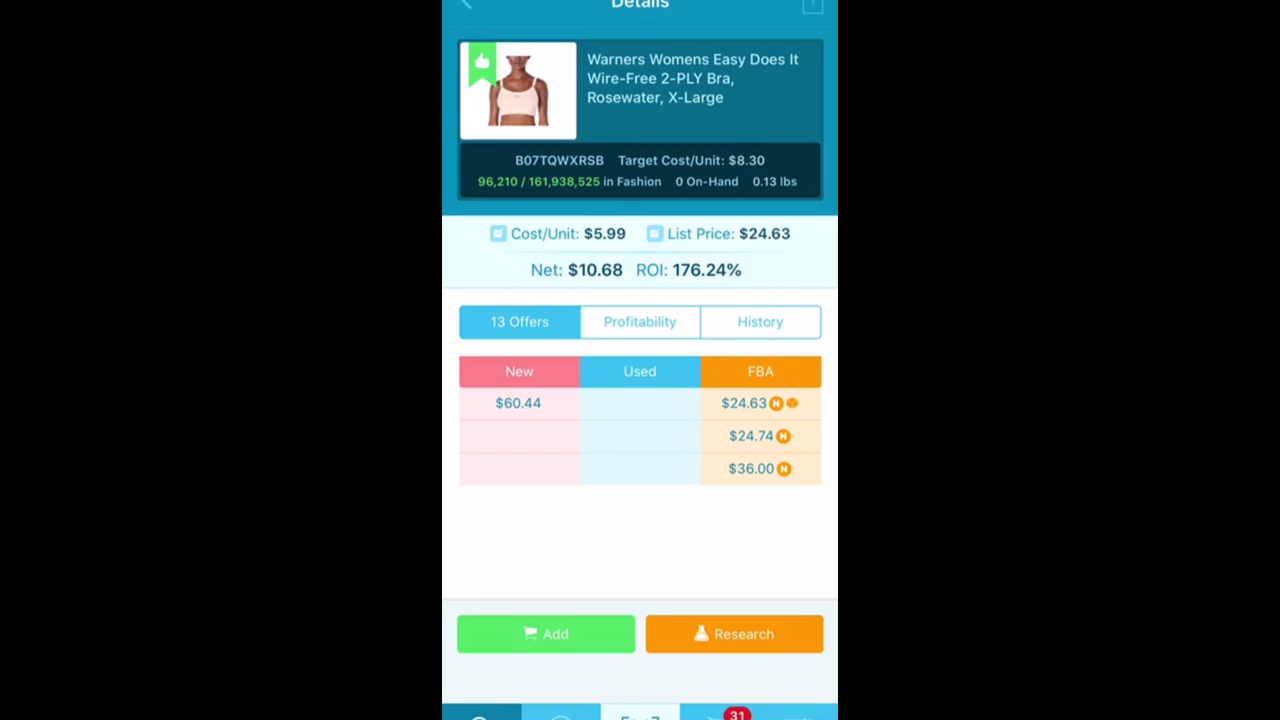 Details
Warners Womens Easy Does It
Wire-Free 2-PLY Bra,
Rosewater, X-Large
B07TQWXRSB Target Cost/Unit: $8.30
96,210 / 161,938,525 in Fashion 0 On-Hand 0.13 lbs
Cost/Unit: $5.99 List Price: $24.63
Net: $10.68 ROI: 176.24%
13 Offers Profitability History
New Used FBA
$60.44 $24.63 N
$24.74 N
$36.00 N
Add Research
31